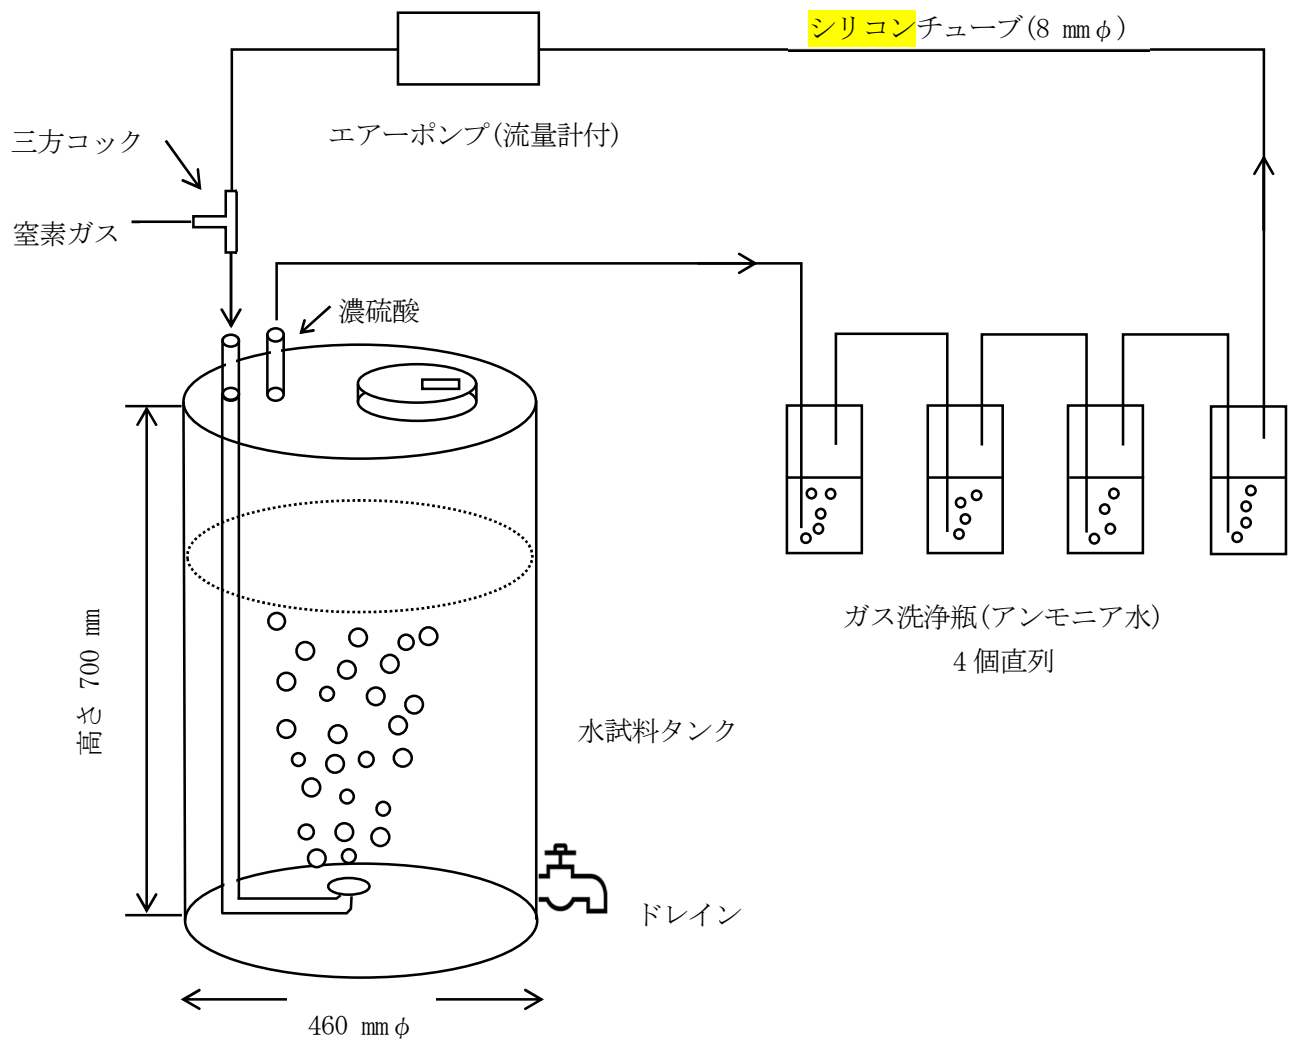 シリコンチューブ(8 mmφ)
エアーポンプ(流量計付)
三方コック
窒素ガス
濃硫酸
ガス洗浄瓶(アンモニア水)
4個直列
高さ 700 mm
水試料タンク
ドレイン
460 mmφ